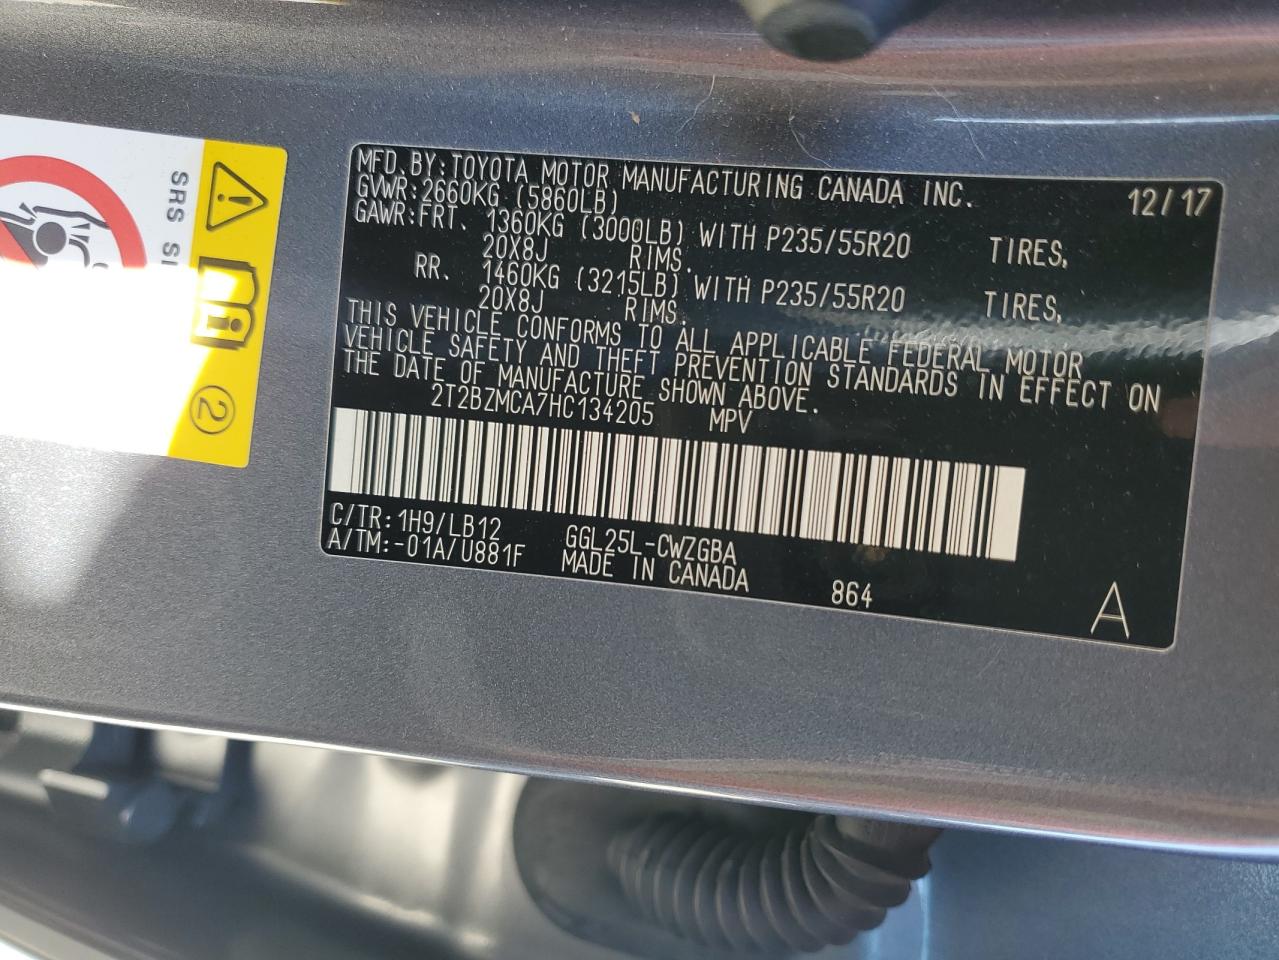 MFD. BY: TOYOTA MOTOR MANUFACTURING CANADA INC. 12/17
GVWR: 2660KG (5860LB)
GAWR: FRT. 1360KG (3000LB) WITH P235/55R20 TIRES,
20X8J RIMS.
RR. 1460KG (3215LB) WITH P235/55R20 TIRES,
20X8J RIMS.
THIS VEHICLE CONFORMS TO ALL APPLICABLE FEDERAL MOTOR
VEHICLE SAFETY AND THEFT PREVENTION STANDARDS IN EFFECT ON
THE DATE OF MANUFACTURE SHOWN ABOVE.
2T2BZMCA7HC134205 MPV
C/TR: 1H9/LB12 GGL25L-CWZGBA
A/TM: -01A/U881F MADE IN CANADA 864
A
SRS
2